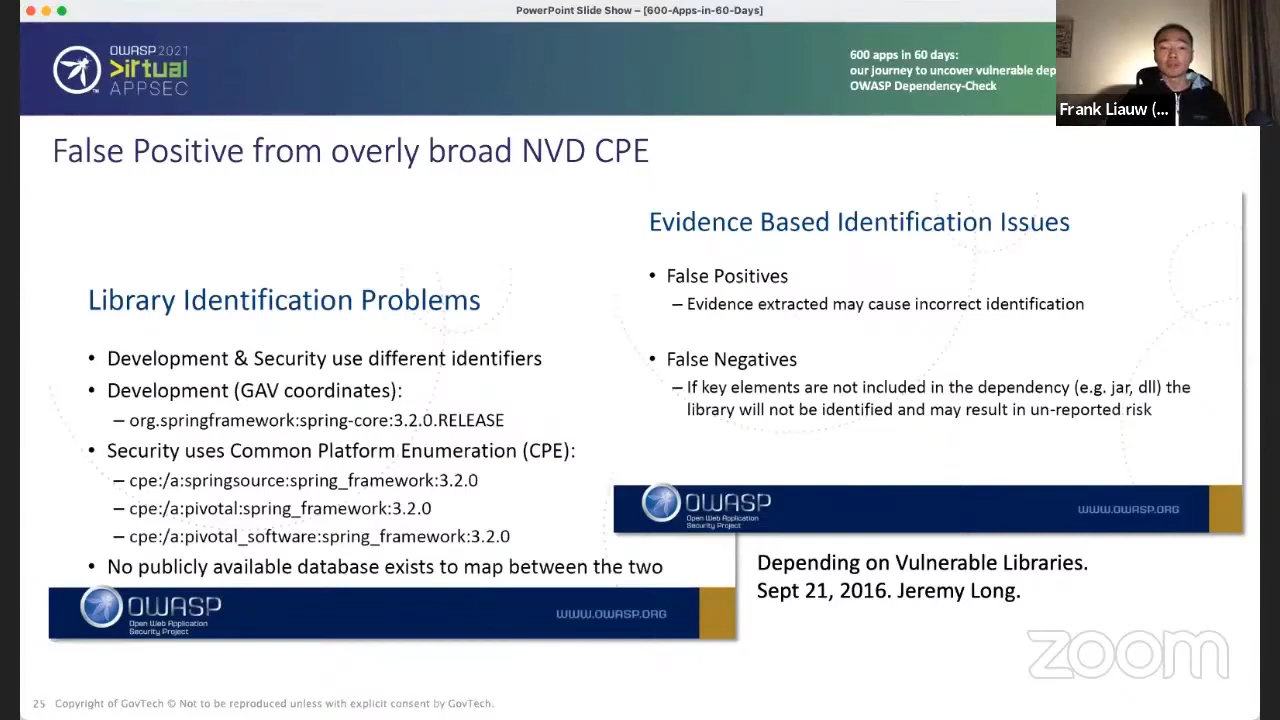 PowerPoint Slide Show – [600-Apps-in-60-Days]
OWASP 2021
>irtual
APPSEC
600 apps in 60 days:
our journey to uncover vulnerable dep
OWASP Dependency-Check
Frank Liauw (...
False Positive from overly broad NVD CPE
Library Identification Problems
• Development & Security use different identifiers
• Development (GAV coordinates):
– org.springframework:spring-core:3.2.0.RELEASE
• Security uses Common Platform Enumeration (CPE):
– cpe:/a:springsource:spring_framework:3.2.0
– cpe:/a:pivotal:spring_framework:3.2.0
– cpe:/a:pivotal_software:spring_framework:3.2.0
• No publicly available database exists to map between the two
OWASP
Open Web Application
Security Project
WWW.OWASP.ORG
Evidence Based Identification Issues
• False Positives
– Evidence extracted may cause incorrect identification
• False Negatives
– If key elements are not included in the dependency (e.g. jar, dll) the
library will not be identified and may result in un-reported risk
OWASP
Open Web Application
Security Project
WWW.OWASP.ORG
Depending on Vulnerable Libraries.
Sept 21, 2016. Jeremy Long.
zoom
25 Copyright of GovTech © Not to be reproduced unless with explicit consent by GovTech.